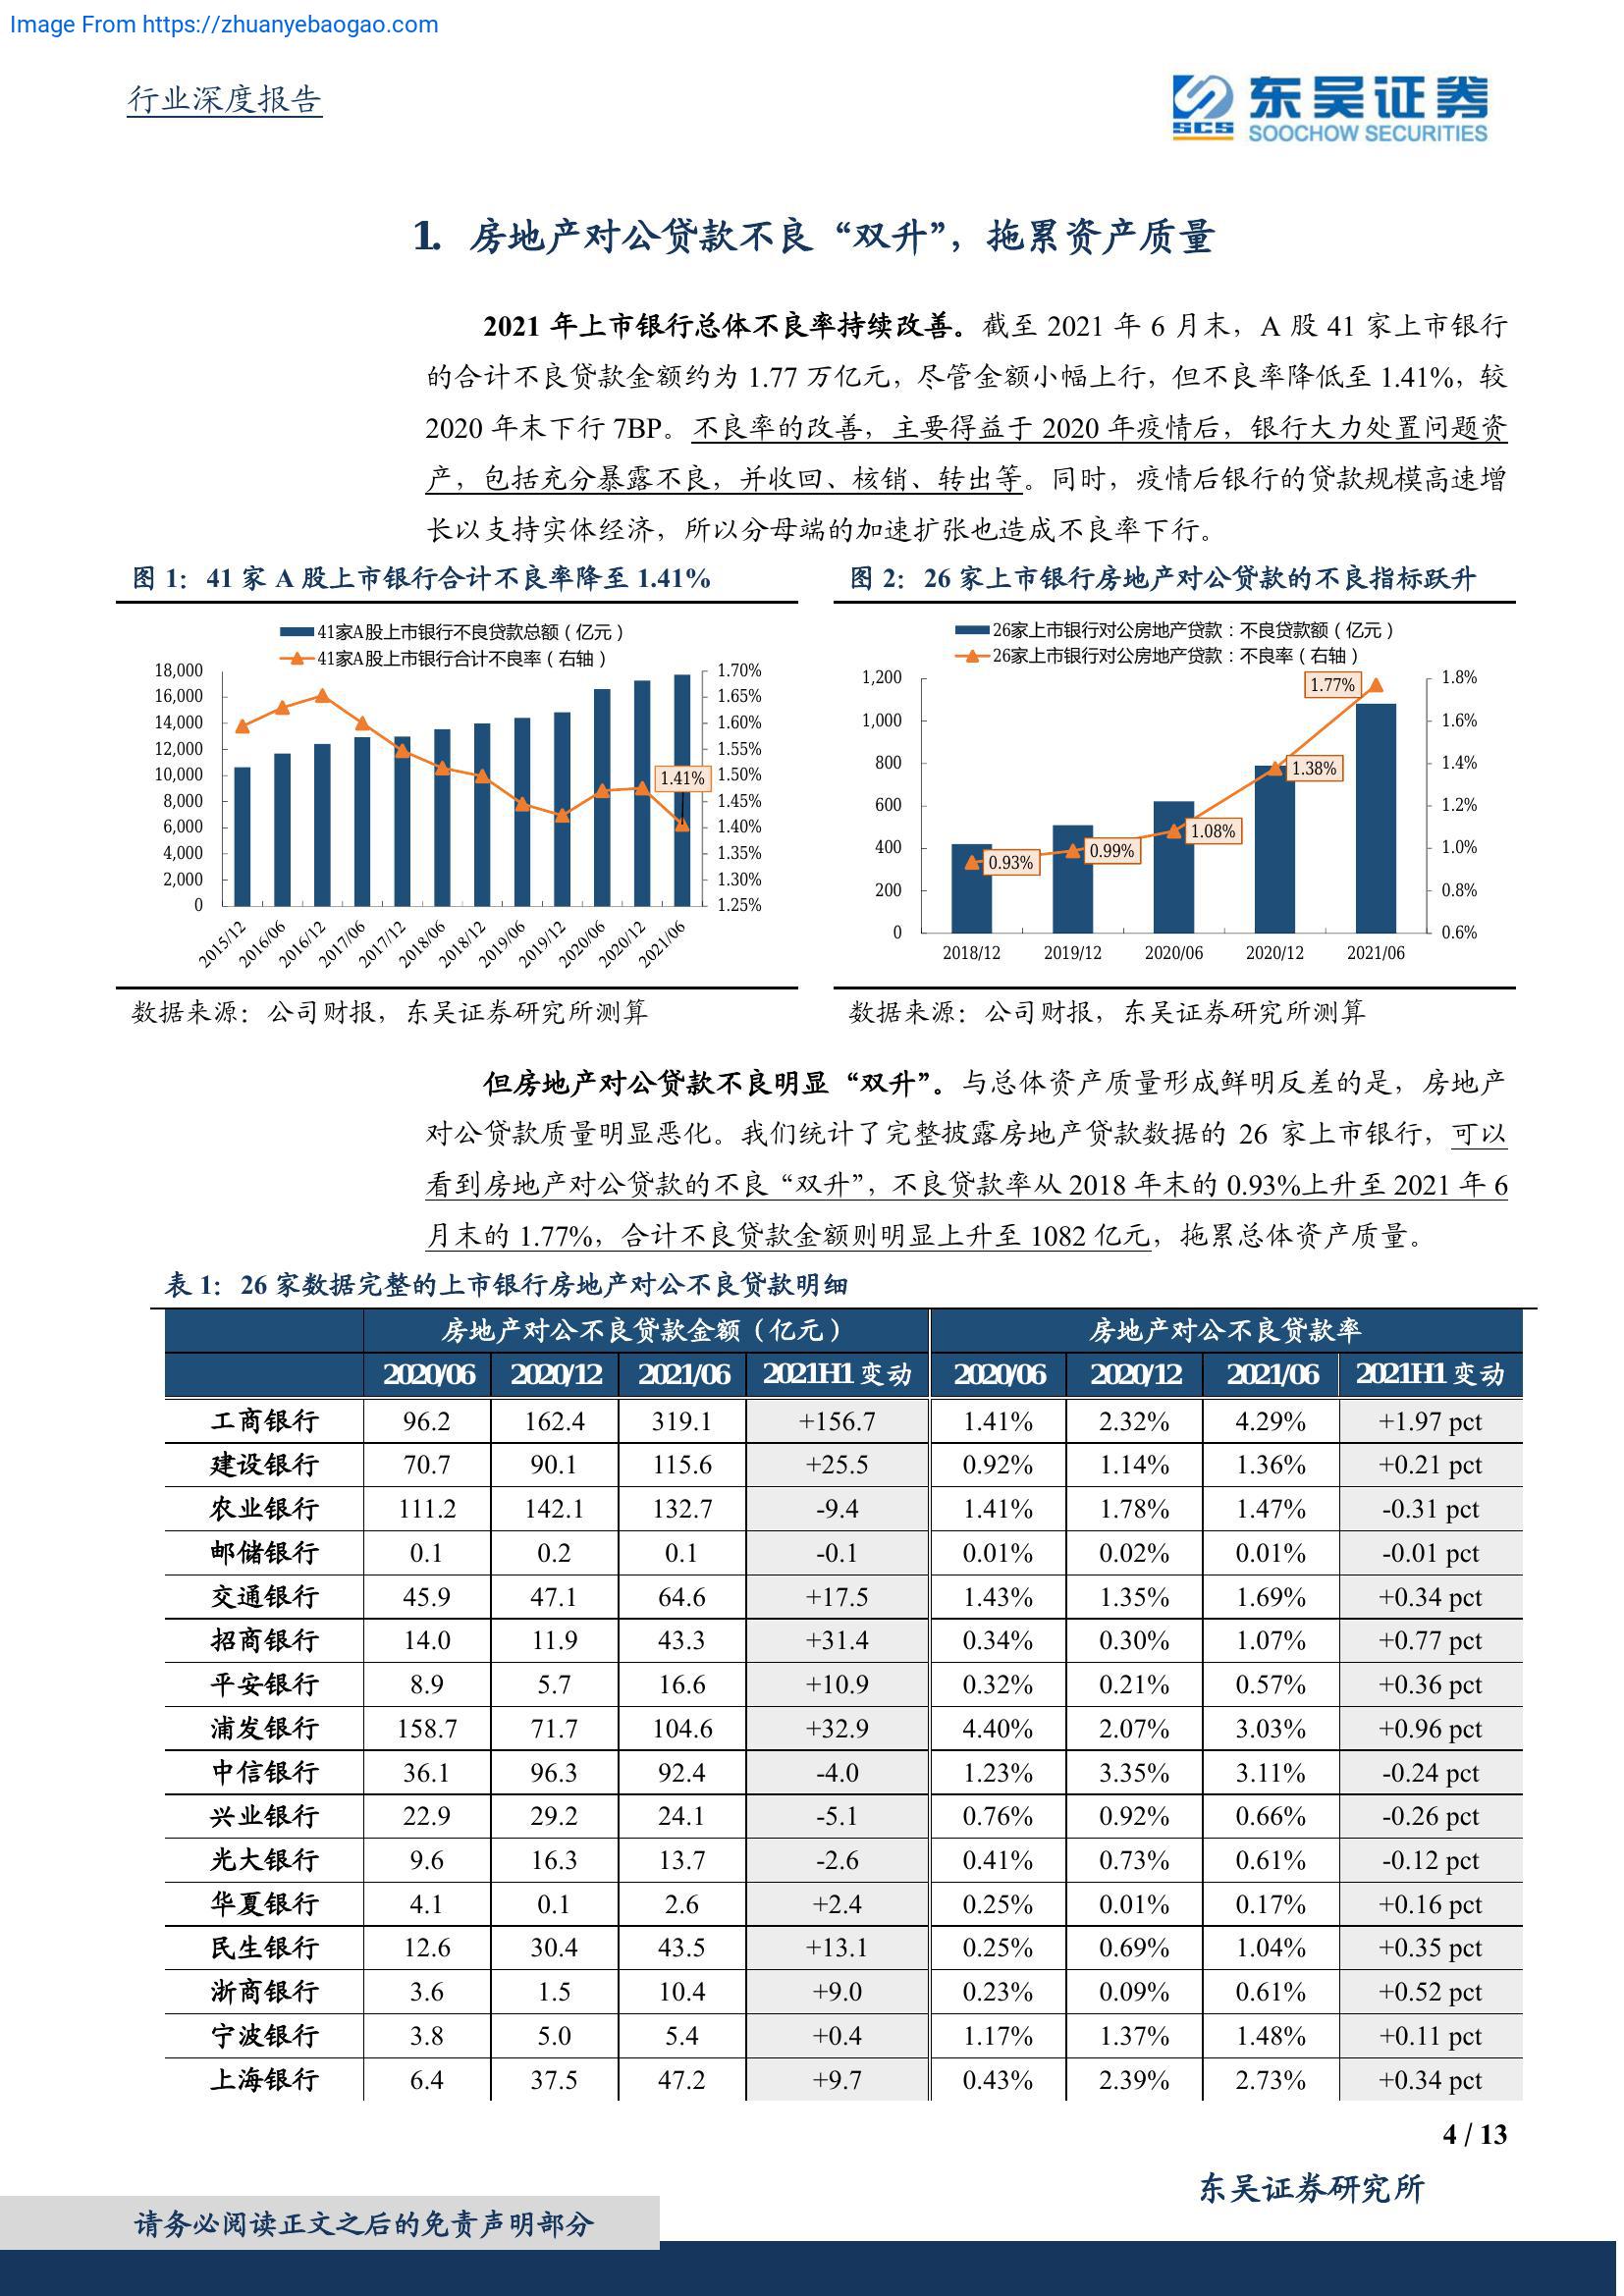 Image From https://zhuanyebaogao.com
行业深度报告
东吴证券
SCS SOOCHOW SECURITIES
1. 房地产对公贷款不良“双升”，拖累资产质量
2021 年上市银行总体不良率持续改善。截至 2021 年 6 月末，A 股 41 家上市银行
的合计不良贷款金额约为 1.77 万亿元，尽管金额小幅上行，但不良率降低至 1.41%，较
2020 年末下行 7BP。不良率的改善，主要得益于 2020 年疫情后，银行大力处置问题资
产，包括充分暴露不良，并收回、核销、转出等。同时，疫情后银行的贷款规模高速增
长以支持实体经济，所以分母端的加速扩张也造成不良率下行。
图 1：41 家 A 股上市银行合计不良率降至 1.41%
41家A股上市银行不良贷款总额（亿元）
41家A股上市银行合计不良率（右轴）
18,000 1.70%
16,000 1.65%
14,000 1.60%
12,000 1.55%
10,000 1.50%
1.41%
8,000 1.45%
6,000 1.40%
4,000 1.35%
2,000 1.30%
0 1.25%
2015/12 2016/06 2016/12 2017/06 2017/12 2018/06 2018/12 2019/06 2019/12 2020/06 2020/12 2021/06
数据来源：公司财报，东吴证券研究所测算
图 2：26 家上市银行房地产对公贷款的不良指标跃升
26家上市银行对公房地产贷款：不良贷款额（亿元）
26家上市银行对公房地产贷款：不良率（右轴）
1,200 1.77% 1.8%
1,000 1.6%
800 1.38% 1.4%
600 1.2%
1.08%
400 0.93% 0.99% 1.0%
200 0.8%
0 0.6%
2018/12 2019/12 2020/06 2020/12 2021/06
数据来源：公司财报，东吴证券研究所测算
但房地产对公贷款不良明显“双升”。与总体资产质量形成鲜明反差的是，房地产
对公贷款质量明显恶化。我们统计了完整披露房地产贷款数据的 26 家上市银行，可以
看到房地产对公贷款的不良“双升”，不良贷款率从 2018 年末的 0.93%上升至 2021 年 6
月末的 1.77%，合计不良贷款金额则明显上升至 1082 亿元，拖累总体资产质量。
表 1：26 家数据完整的上市银行房地产对公不良贷款明细
房地产对公不良贷款金额（亿元） 房地产对公不良贷款率
2020/06 2020/12 2021/06 2021H1 变动 2020/06 2020/12 2021/06 2021H1 变动
工商银行 96.2 162.4 319.1 +156.7 1.41% 2.32% 4.29% +1.97 pct
建设银行 70.7 90.1 115.6 +25.5 0.92% 1.14% 1.36% +0.21 pct
农业银行 111.2 142.1 132.7 -9.4 1.41% 1.78% 1.47% -0.31 pct
邮储银行 0.1 0.2 0.1 -0.1 0.01% 0.02% 0.01% -0.01 pct
交通银行 45.9 47.1 64.6 +17.5 1.43% 1.35% 1.69% +0.34 pct
招商银行 14.0 11.9 43.3 +31.4 0.34% 0.30% 1.07% +0.77 pct
平安银行 8.9 5.7 16.6 +10.9 0.32% 0.21% 0.57% +0.36 pct
浦发银行 158.7 71.7 104.6 +32.9 4.40% 2.07% 3.03% +0.96 pct
中信银行 36.1 96.3 92.4 -4.0 1.23% 3.35% 3.11% -0.24 pct
兴业银行 22.9 29.2 24.1 -5.1 0.76% 0.92% 0.66% -0.26 pct
光大银行 9.6 16.3 13.7 -2.6 0.41% 0.73% 0.61% -0.12 pct
华夏银行 4.1 0.1 2.6 +2.4 0.25% 0.01% 0.17% +0.16 pct
民生银行 12.6 30.4 43.5 +13.1 0.25% 0.69% 1.04% +0.35 pct
浙商银行 3.6 1.5 10.4 +9.0 0.23% 0.09% 0.61% +0.52 pct
宁波银行 3.8 5.0 5.4 +0.4 1.17% 1.37% 1.48% +0.11 pct
上海银行 6.4 37.5 47.2 +9.7 0.43% 2.39% 2.73% +0.34 pct
4 / 13
东吴证券研究所
请务必阅读正文之后的免责声明部分